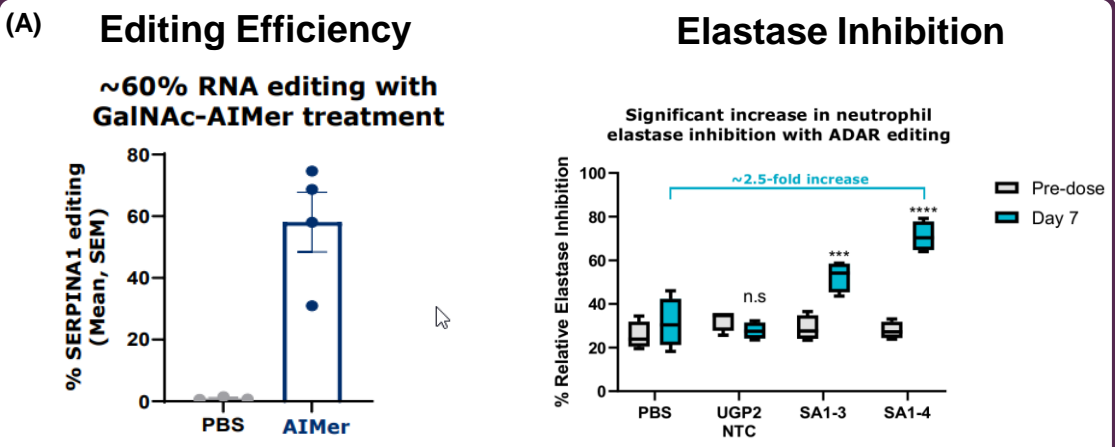 (A)
Editing Efficiency
~60% RNA editing with
GalNAc-AIMer treatment
% SERPINA1 editing
(Mean, SEM)
80
60
40
20
0
PBS
AIMer
Elastase Inhibition
Significant increase in neutrophil
elastase inhibition with ADAR editing
% Relative Elastase Inhibition
100
80
60
40
20
0
~2.5-fold increase
n.s
***
****
PBS
UGP2
NTC
SA1-3
SA1-4
Pre-dose
Day 7